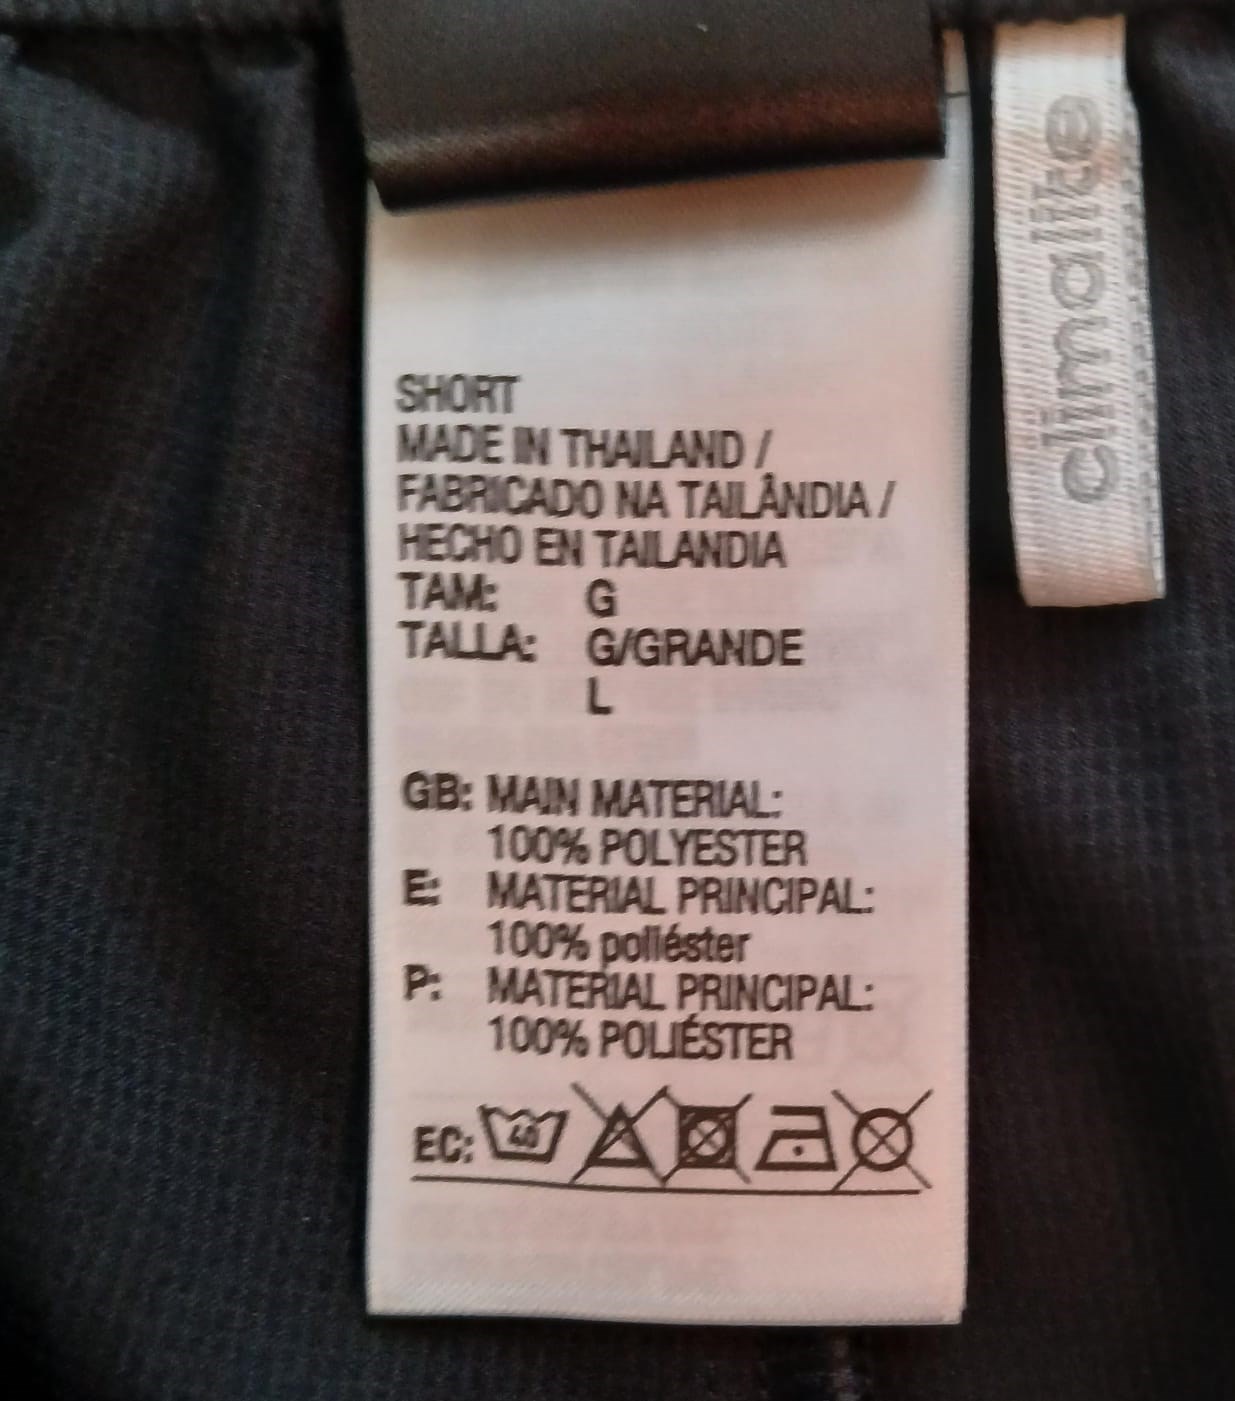 SHORT
MADE IN THAILAND /
FABRICADO NA TAILÂNDIA /
HECHO EN TAILANDIA
TAM: G
TALLA: G/GRANDE
L
GB: MAIN MATERIAL:
100% POLYESTER
E: MATERIAL PRINCIPAL:
100% poliéster
P: MATERIAL PRINCIPAL:
100% POLIÉSTER
EC: 40
climalite